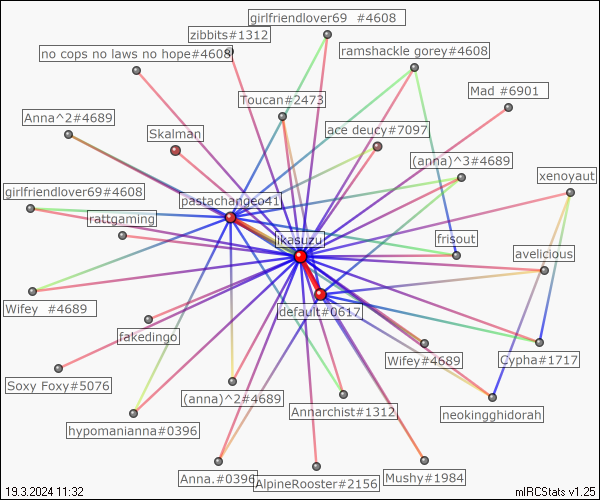 girlfriendlover69  #4608
zibbits#1312
no cops no laws no hope#4608
ramshackle gorey#4608
Mad #6901
Toucan#2473
Anna^2#4689
Skalman
ace deucy#7097
(anna)^3#4689
xenoyaut
girlfriendlover69#4608
pastachangeo41
rattgaming
ikasuzu
frisout
avelicious
Wifey  #4689
default#0617
fakedingo
Wifey#4689
Cypha#1717
Soxy Foxy#5076
(anna)^2#4689
Annarchist#1312
neokingghidorah
hypomanianna#0396
Anna.#0396
AlpineRooster#2156
Mushy#1984
19.3.2024 11:32
mIRCStats v1.25